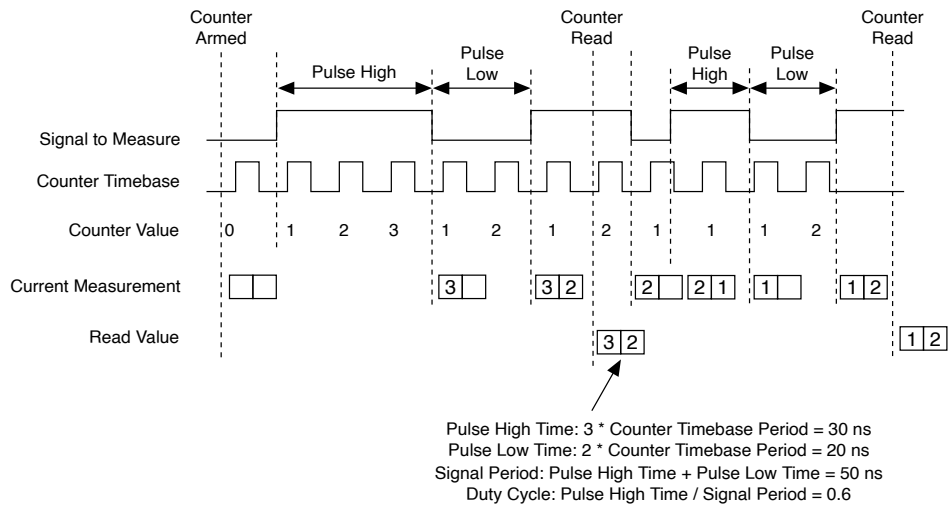 Counter Armed
Counter Read
Counter Read
Pulse High
Pulse Low
Pulse High
Pulse Low
Signal to Measure
Counter Timebase
Counter Value 0 1 2 3 1 2 1 2 1 1 1 2
Current Measurement 3 3 2 2 2 1 1 1 2
Read Value 3 2 1 2
Pulse High Time: 3 * Counter Timebase Period = 30 ns
Pulse Low Time: 2 * Counter Timebase Period = 20 ns
Signal Period: Pulse High Time + Pulse Low Time = 50 ns
Duty Cycle: Pulse High Time / Signal Period = 0.6